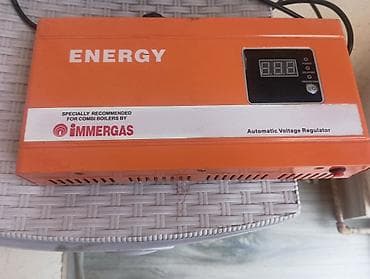 ENERGY
SPECIALLY RECOMMENDED
FOR COMBI BOILERS BY
IMMERGAS
Automatic Voltage Regulator